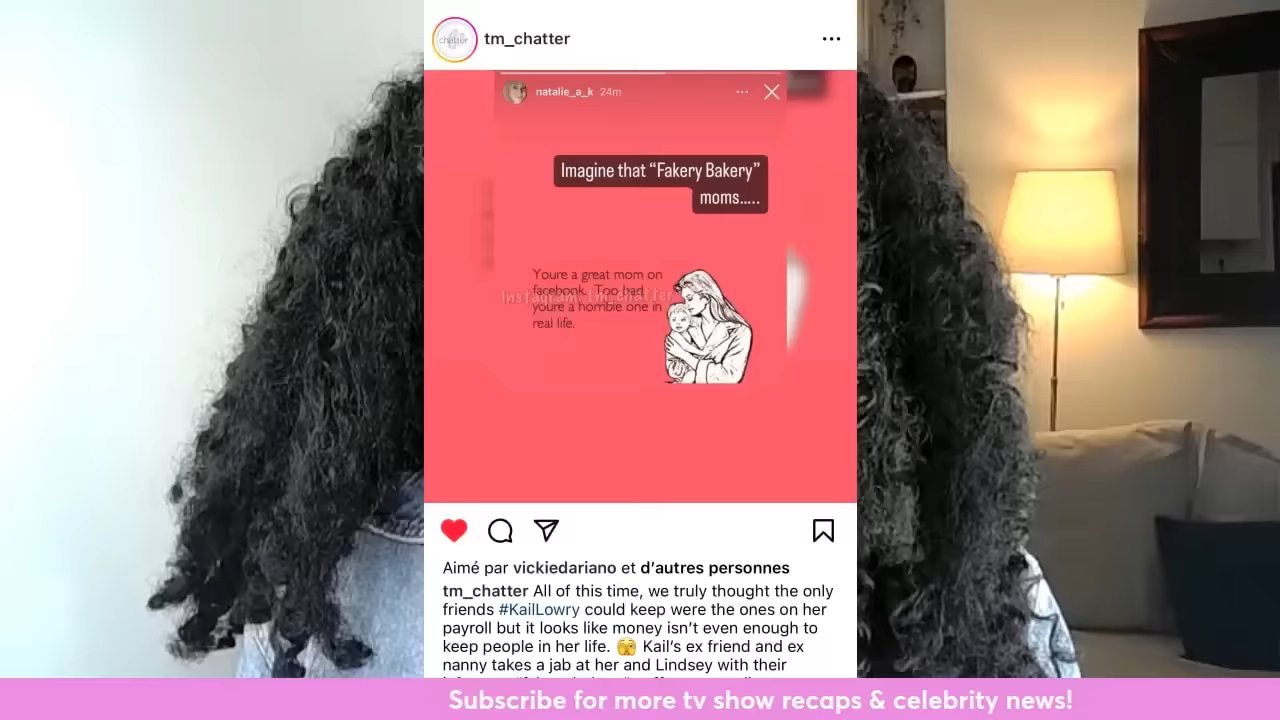 chatter
tm_chatter
natalie_a_k 24m
Imagine that “Fakery Bakery”
moms.....
Youre a great mom on
facebook. Too bad
Instagram: tm_chatter
youre a horrible one in
real life.
Aimé par vickiedariano et d’autres personnes
tm_chatter All of this time, we truly thought the only
friends #KailLowry could keep were the ones on her
payroll but it looks like money isn’t even enough to
keep people in her life. 🫣 Kail’s ex friend and ex
nanny takes a jab at her and Lindsey with their
Subscribe for more tv show recaps & celebrity news!